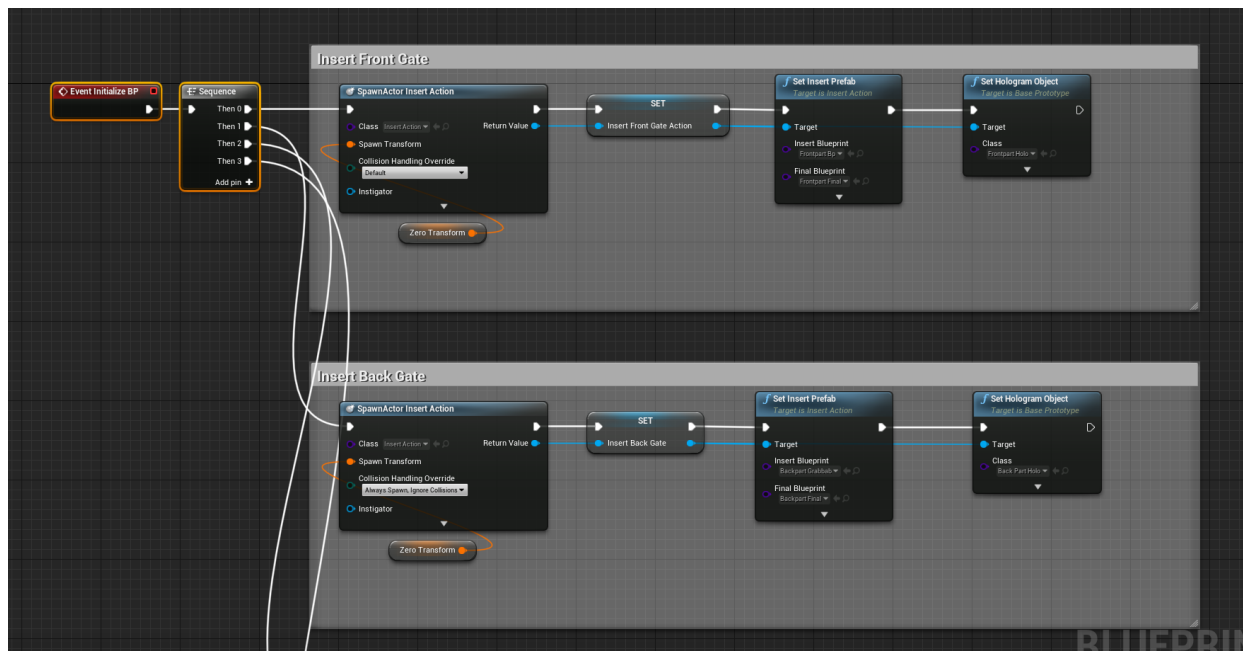 Insert Front Gate
Event Initialize BP
Sequence
Then 0
Then 1
Then 2
Then 3
Add pin +
SpawnActor Insert Action
Class Insert Action
Return Value
Spawn Transform
Collision Handling Override
Default
Instigator
Zero Transform
SET
Insert Front Gate Action
f Set Insert Prefab
Target is Insert Action
Target
Insert Blueprint
Frontpart Bp
Final Blueprint
Frontpart Final
f Set Hologram Object
Target is Base Prototype
Target
Class
Frontpart Holo
Insert Back Gate
SpawnActor Insert Action
Class Insert Action
Return Value
Spawn Transform
Collision Handling Override
Always Spawn, Ignore Collisions
Instigator
Zero Transform
SET
Insert Back Gate
f Set Insert Prefab
Target is Insert Action
Target
Insert Blueprint
Backpart Grabbab
Final Blueprint
Backpart Final
f Set Hologram Object
Target is Base Prototype
Target
Class
Back Part Holo
BLUEPRIN